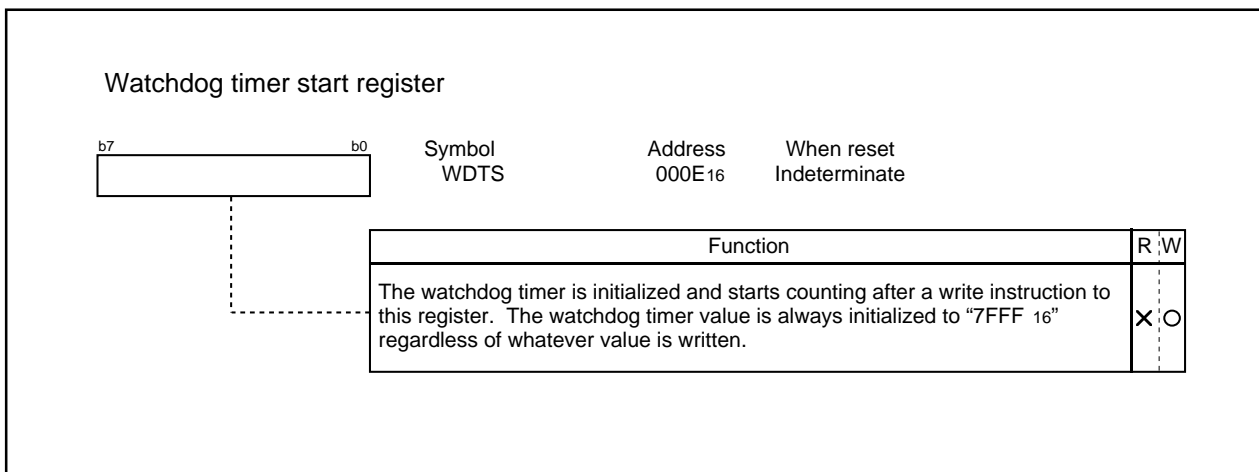 Watchdog timer start register
b7 b0 Symbol Address When reset
WDTS 000E16 Indeterminate
Function R W
The watchdog timer is initialized and starts counting after a write instruction to
this register. The watchdog timer value is always initialized to “7FFF 16”
regardless of whatever value is written.
X O